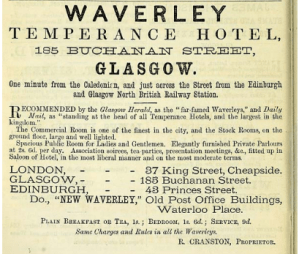 WAVERLEY
TEMPERANCE HOTEL,
185 BUCHANAN STREET,
GLASGOW.
One minute from the Caledonian, and just across the Street from the Edinburgh
and Glasgow North British Railway Station.
RECOMMENDED by the Glasgow Herald, as the "far-famed Waverley," and Daily
Mail, as "standing at the head of all Temperance Hotels, and the largest in the
kingdom."
The Commercial Room is one of the finest in the city, and the Stock Rooms, on the
ground floor, large and well lighted.
Spacious Public Room for Ladies and Gentlemen. Elegantly furnished Private Parlours
at 2s. 6d. per day. Association soirees, tea parties, presentation meetings, &c., fitted up in
Saloon of Hotel, in the most liberal manner and on the most moderate terms
LONDON, - - - 37 King Street, Cheapside.
GLASGOW, - - - 185 Buchanan Street.
EDINBURGH, - - 43 Princes Street.
Do., "NEW WAVERLEY," Old Post Office Buildings,
Waterloo Place.
PLAIN BREAKFAST OR TEA, 1s.; BEDROOM, 1s. 6d.; SERVICE, 9d.
Same Charges and Rules in all the Waverleys.
R. CRANSTON, PROPRIETOR.